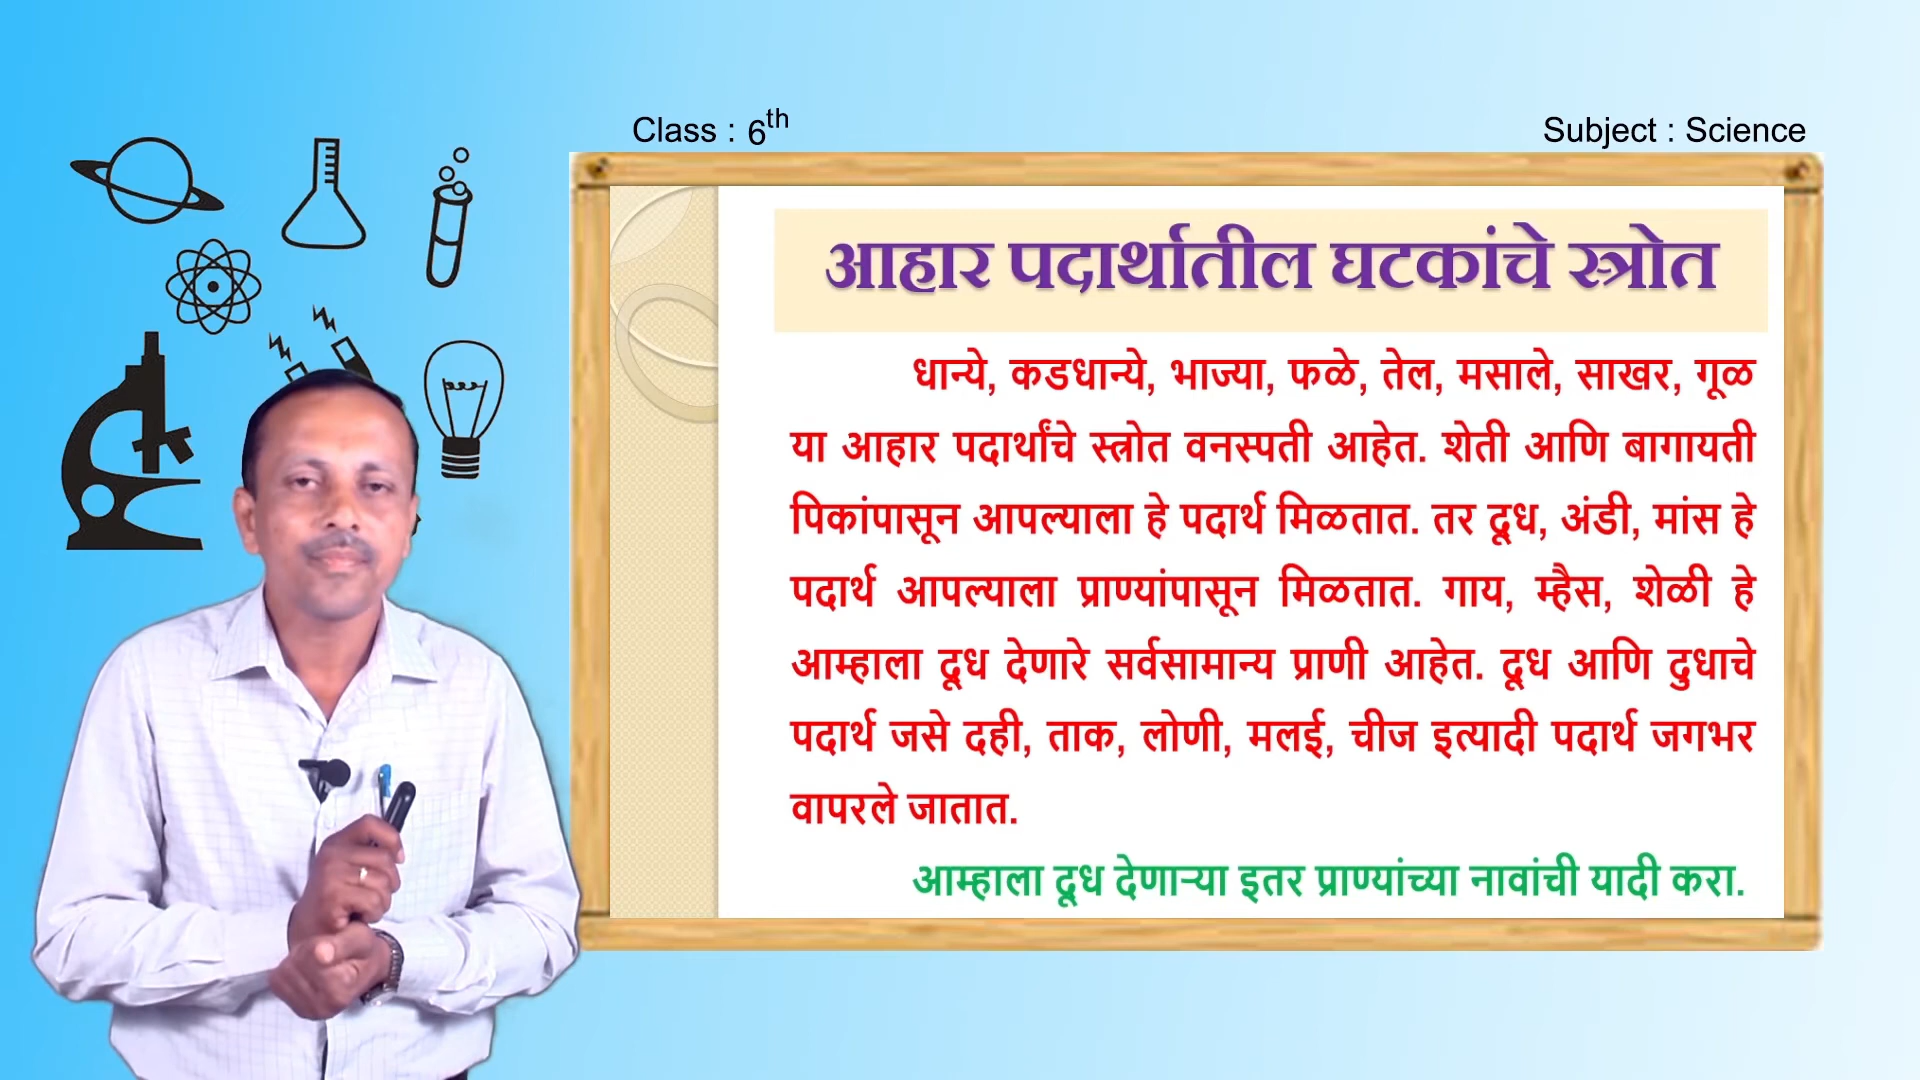 Class : 6th
Subject : Science
आहार पदार्थातील घटकांचे स्त्रोत
धान्ये, कडधान्ये, भाज्या, फळे, तेल, मसाले, साखर, गूळ
या आहार पदार्थांचे स्त्रोत वनस्पती आहेत. शेती आणि बागायती
पिकांपासून आपल्याला हे पदार्थ मिळतात. तर दूध, अंडी, मांस हे
पदार्थ आपल्याला प्राण्यांपासून मिळतात. गाय, म्हैस, शेळी हे
आम्हाला दूध देणारे सर्वसामान्य प्राणी आहेत. दूध आणि दुधाचे
पदार्थ जसे दही, ताक, लोणी, मलई, चीज इत्यादी पदार्थ जगभर
वापरले जातात.
आम्हाला दूध देणाऱ्या इतर प्राण्यांच्या नावांची यादी करा.